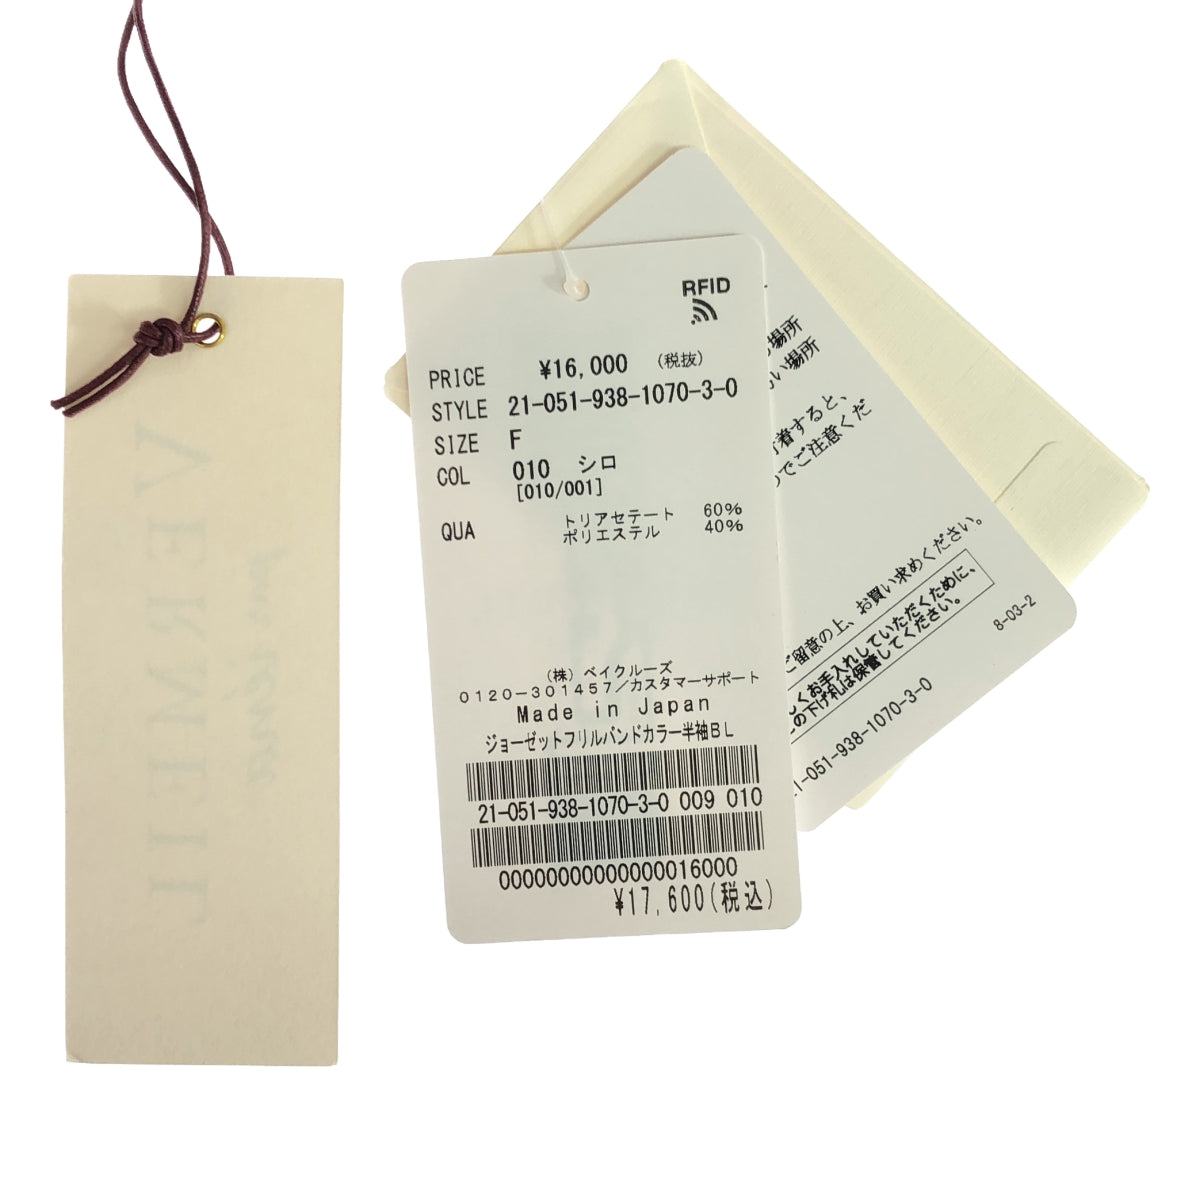 VERMEIL
par iéna
RFID
PRICE ¥16,000 (税抜)
STYLE 21-051-938-1070-3-0
SIZE F
COL 010 シロ
[010/001]
QUA トリアセテート 60%
ポリエステル 40%
(株) ベイクルーズ
0120-301457/カスタマーサポート
Made in Japan
ジョーゼットフリルバンドカラー半袖BL
21-051-938-1070-3-0 009 010
00000000000000016000
¥17,600(税込)
場所
い場所
着すると、
でご注意くだ
ご留意の上、お買い求めください。
くお手入れしていただくために、
の下げ札は保管してください。
8-03-2
1-051-938-1070-3-0